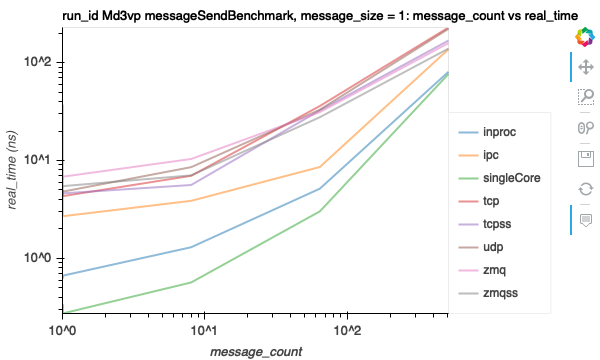 run_id Md3vp messageSendBenchmark, message_size = 1: message_count vs real_time
real_time (ns)
10^2
10^1
10^0
10^0
10^1
10^2
message_count
inproc
ipc
singleCore
tcp
tcpss
udp
zmq
zmqss